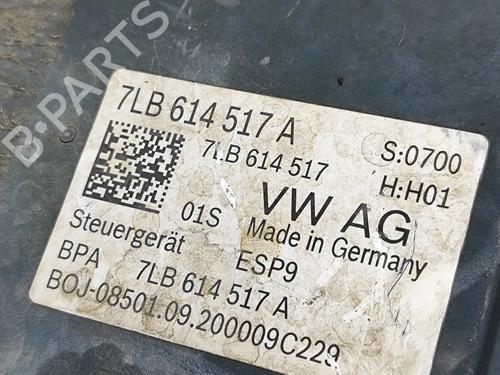 B-PARTS
7LB 614 517 A
7LB 614 517
S:0700
H:H01
01S
VW AG
Made in Germany
Steuergerät
ESP9
BPA 7LB 614 517 A
BOJ-08501.09.200009C229